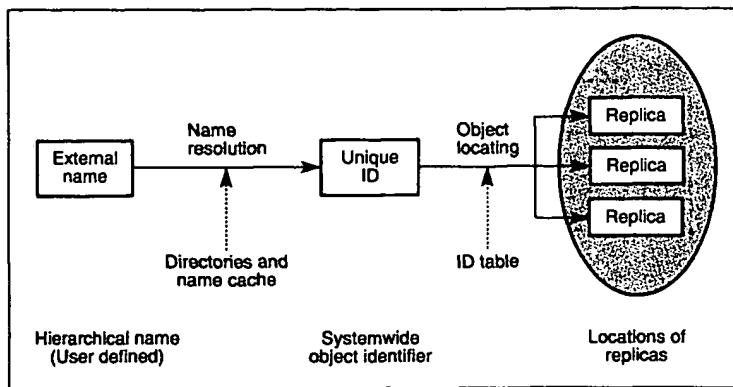 Name
resolution
Object
locating
External
name
Unique
ID
Replica
Replica
Replica
Directories and
name cache
ID table
Hierarchical name
(User defined)
Systemwide
object identifier
Locations of
replicas